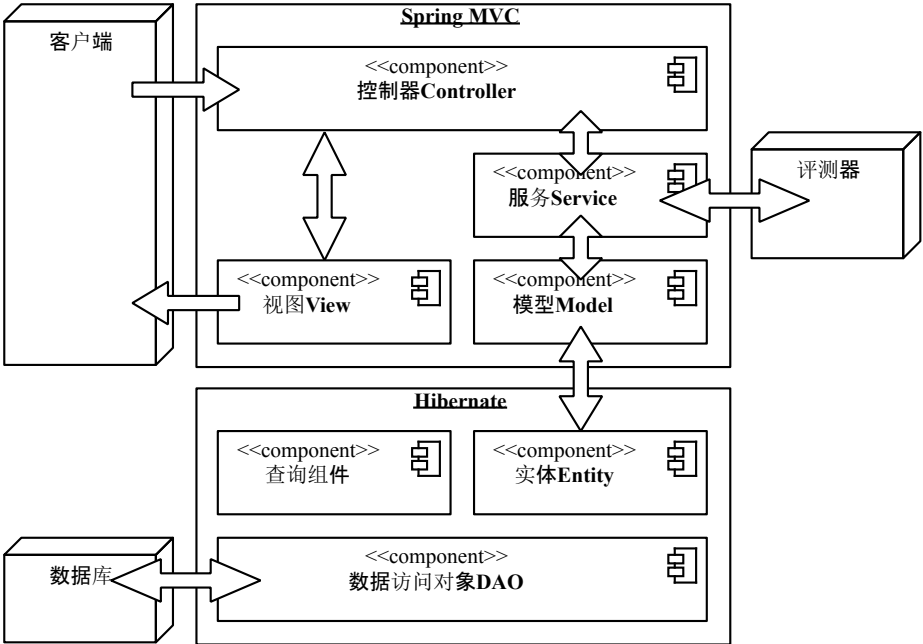 客户端
Spring MVC
<<component>>
控制器Controller
<<component>>
服务Service
评测器
<<component>>
视图View
<<component>>
模型Model
Hibernate
<<component>>
查询组件
<<component>>
实体Entity
数据库
<<component>>
数据访问对象DAO